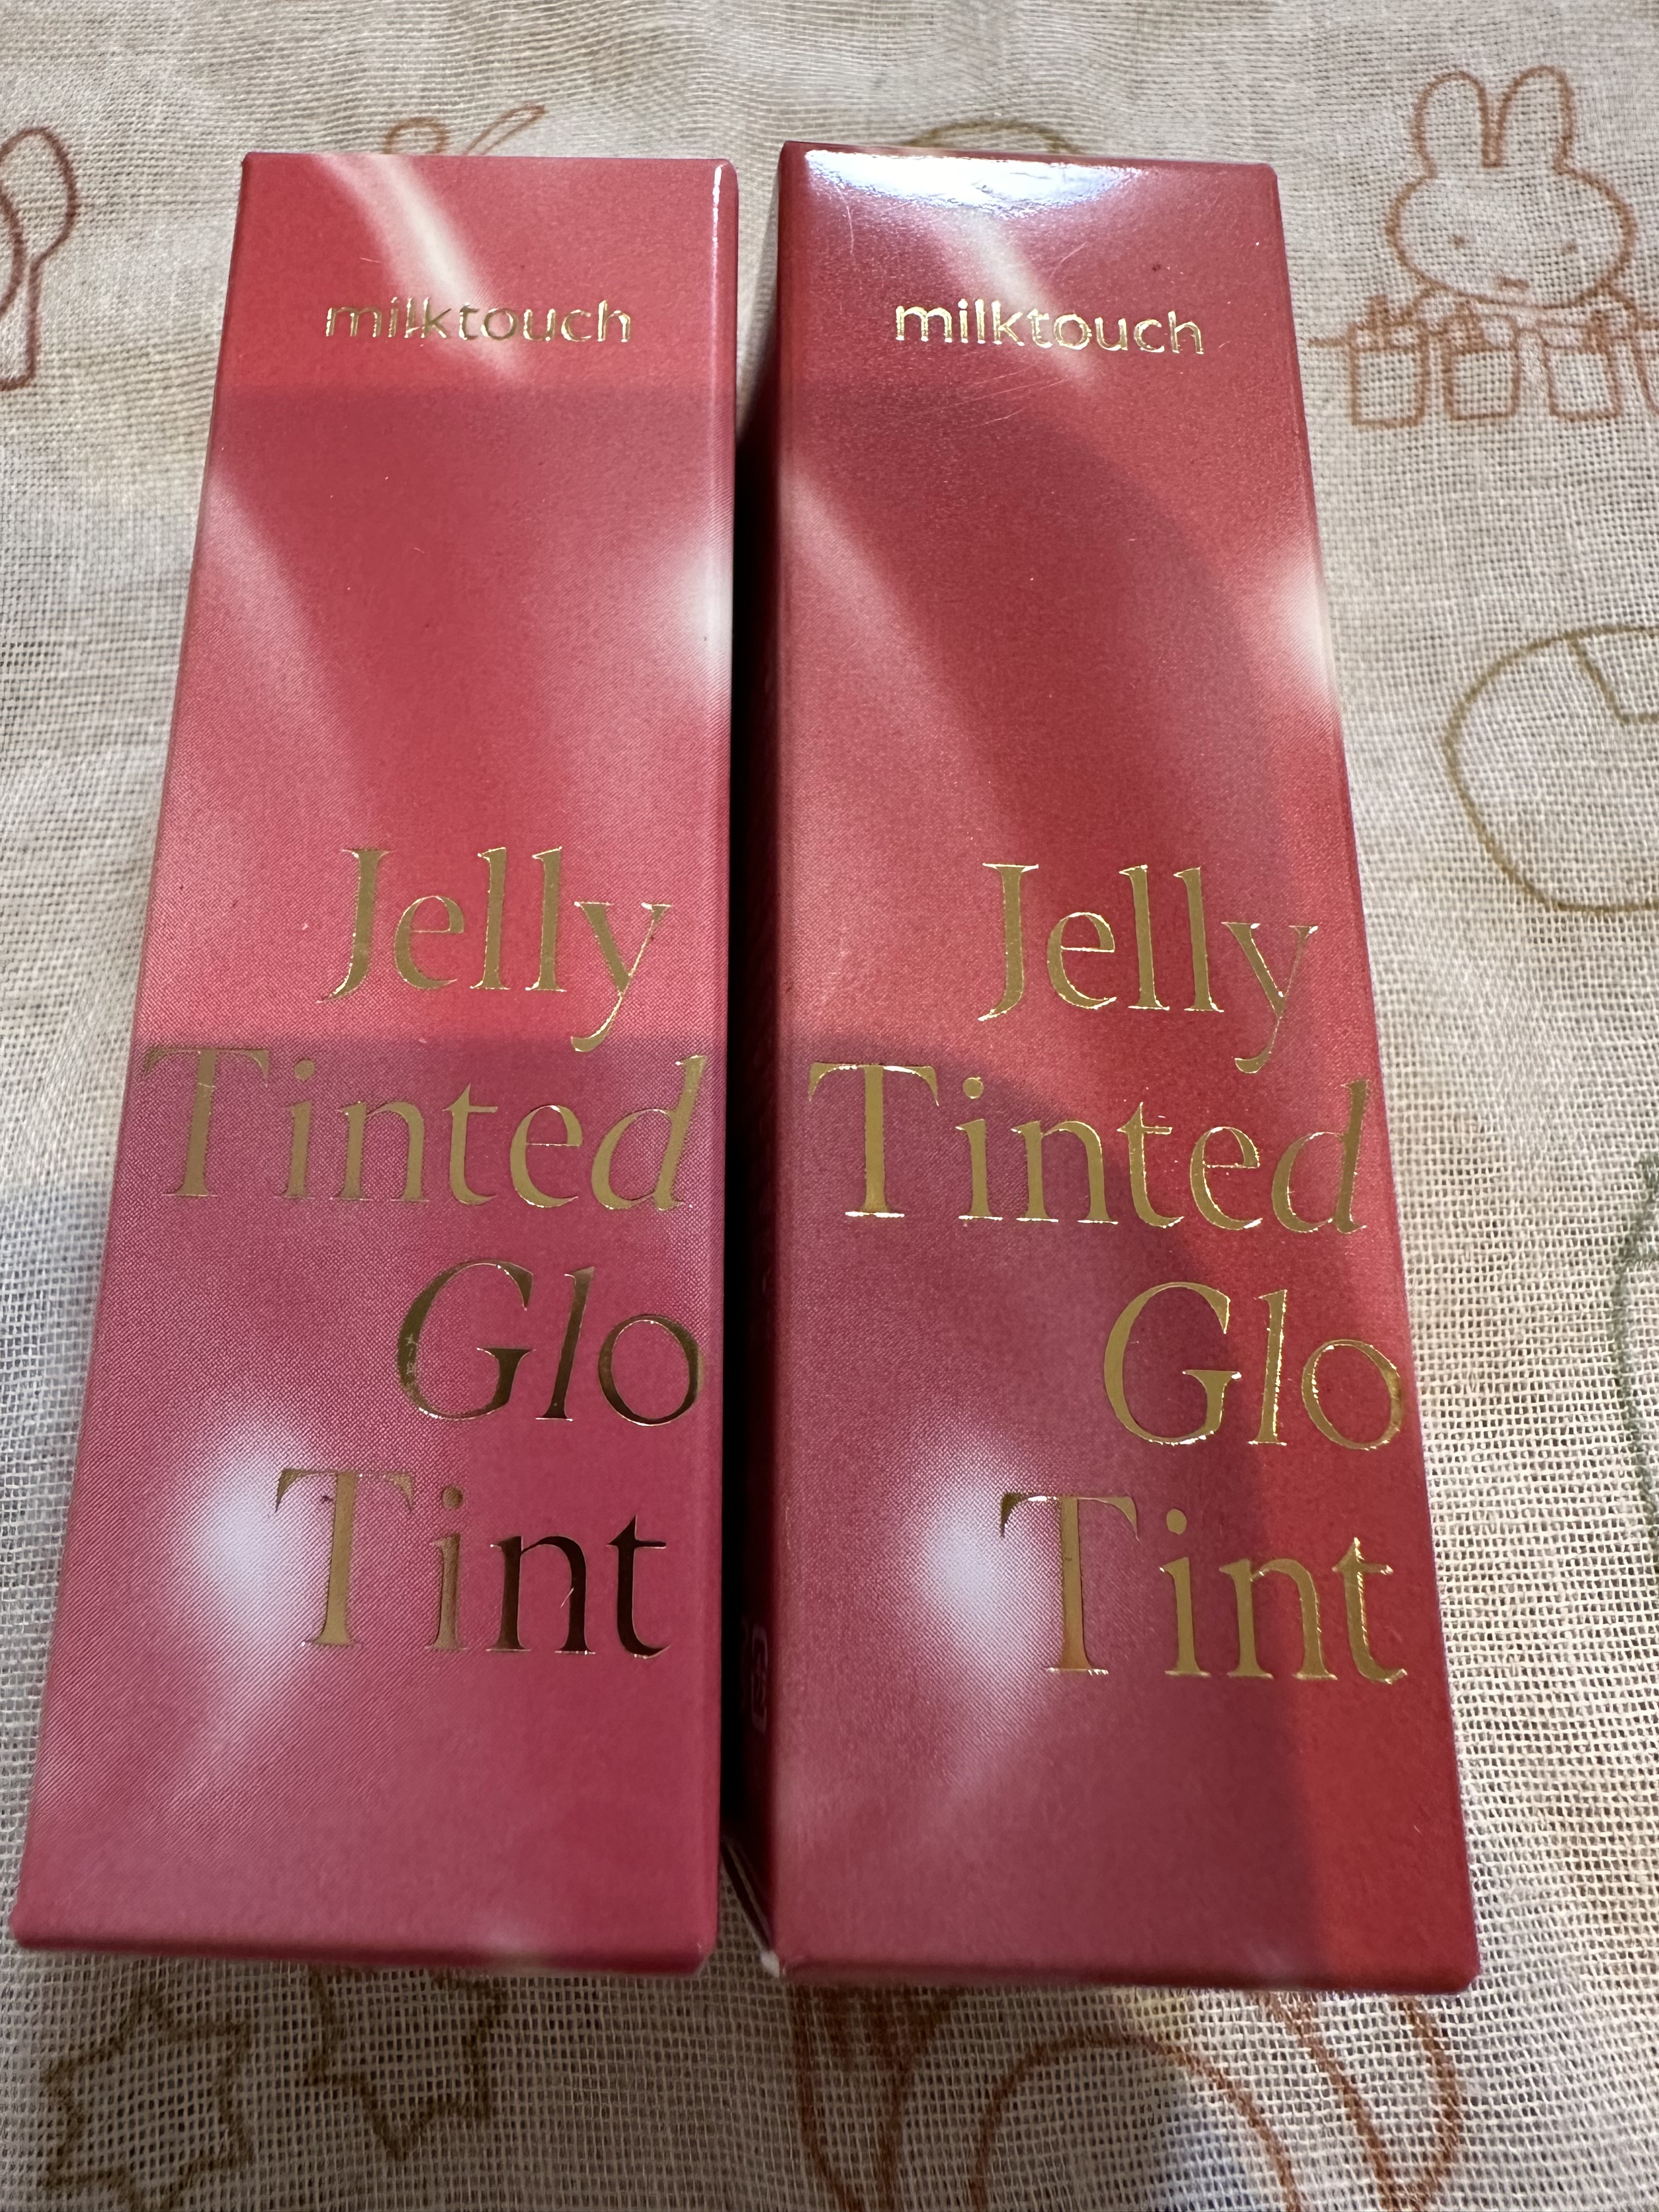 milktouch
Jelly
Tinted
Glo
Tint
milktouch
Jelly
Tinted
Glo
Tint